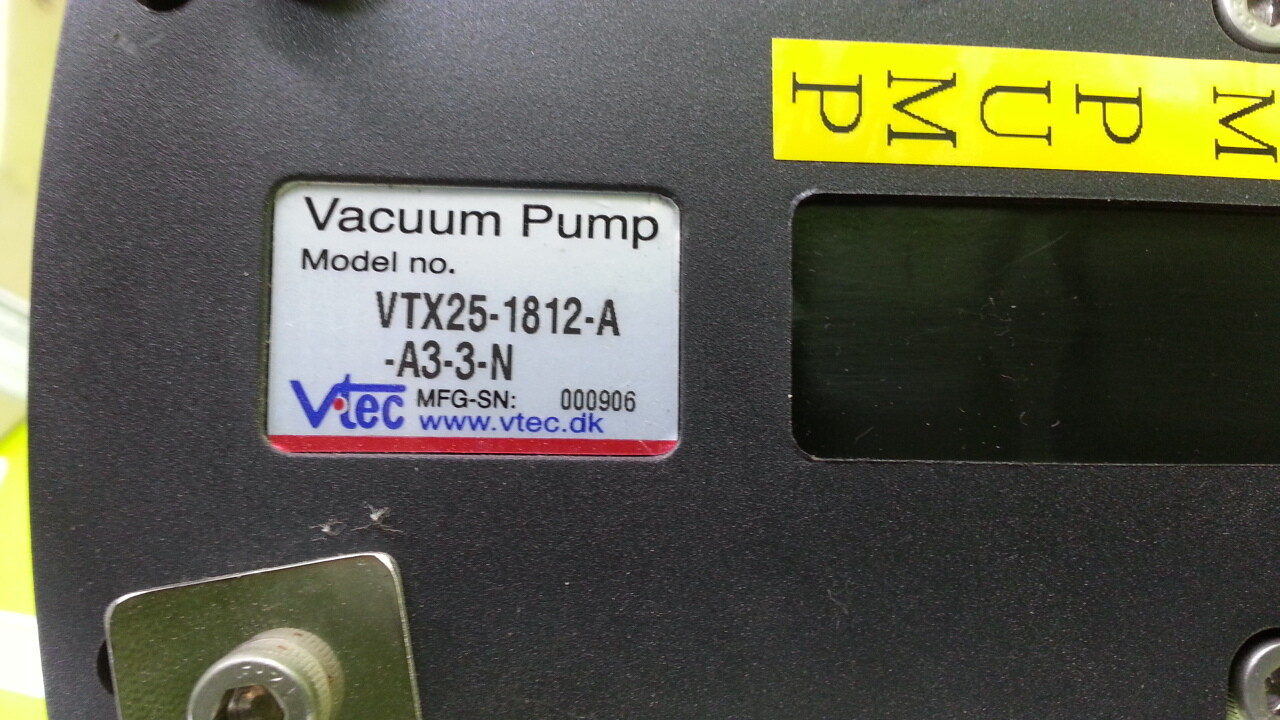 M PUMP
Vacuum Pump
Model no.
VTX25-1812-A
-A3-3-N
Vtec MFG-SN: 000906
www.vtec.dk